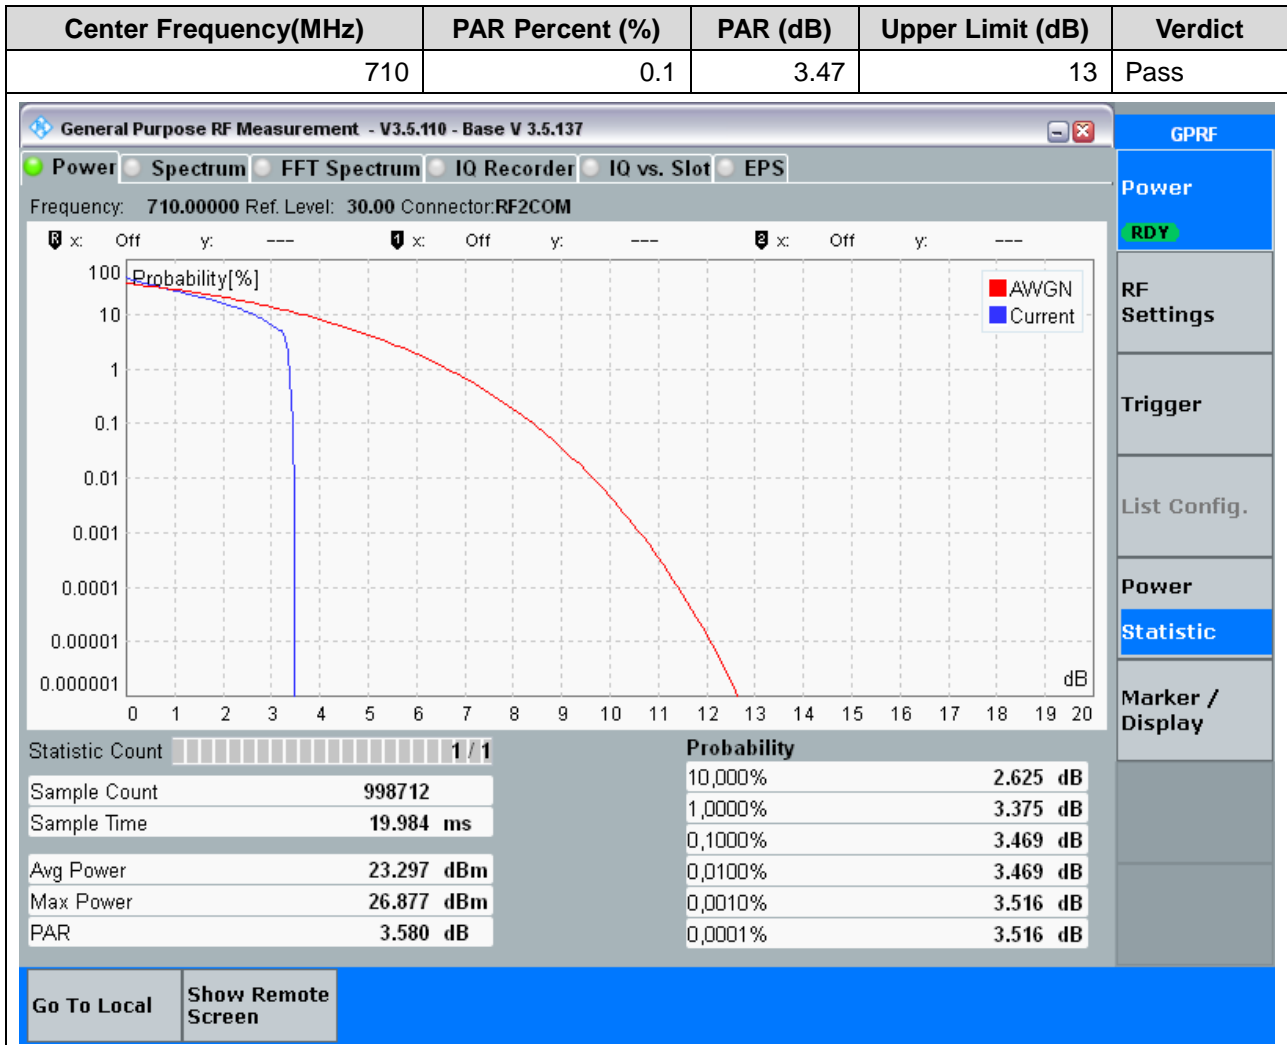 Center Frequency(MHz) PAR Percent (%) PAR (dB) Upper Limit (dB) Verdict
710 0.1 3.47 13 Pass
General Purpose RF Measurement - V3.5.110 - Base V 3.5.137
GPRF
Power Spectrum FFT Spectrum IQ Recorder IQ vs. Slot EPS
Frequency: 710.00000 Ref. Level: 30.00 Connector:RF2COM
R x: Off y: --- 1 x: Off y: --- 2 x: Off y: ---
Probability[%]
AWGN
Current
100
10
1
0.1
0.01
0.001
0.0001
0.00001
0.000001
dB
0 1 2 3 4 5 6 7 8 9 10 11 12 13 14 15 16 17 18 19 20
Statistic Count 1 / 1
Sample Count 998712
Sample Time 19.984 ms
Avg Power 23.297 dBm
Max Power 26.877 dBm
PAR 3.580 dB
Probability
10,000% 2.625 dB
1,0000% 3.375 dB
0,1000% 3.469 dB
0,0100% 3.469 dB
0,0010% 3.516 dB
0,0001% 3.516 dB
Power
RDY
RF
Settings
Trigger
List Config.
Power
Statistic
Marker /
Display
Go To Local
Show Remote
Screen